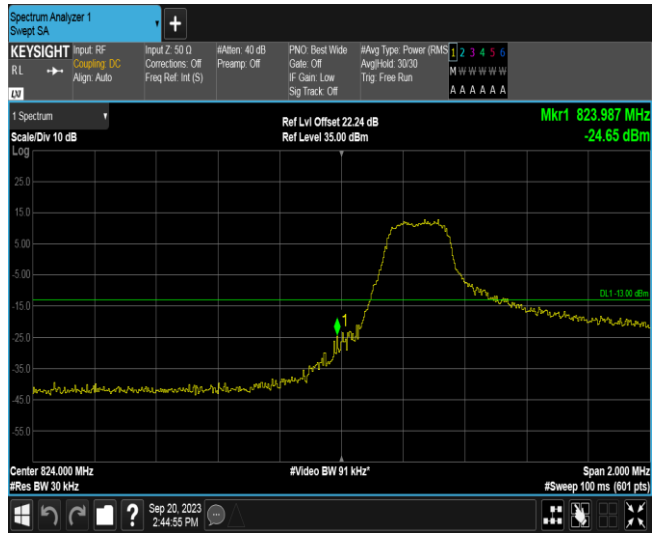 Spectrum Analyzer 1
Swept SA
+
KEYSIGHT
RL
LXI
Input: RF
Coupling: DC
Align: Auto
Input Z: 50 Ω
Corrections: Off
Freq Ref: Int (S)
#Atten: 40 dB
Preamp: Off
PNO: Best Wide
Gate: Off
IF Gain: Low
Sig Track: Off
#Avg Type: Power (RMS
Avg|Hold: 30/30
Trig: Free Run
1 2 3 4 5 6
M W W W W W
A A A A A A
1 Spectrum
Scale/Div 10 dB
Ref Lvl Offset 22.24 dB
Ref Level 35.00 dBm
Mkr1 823.987 MHz
-24.65 dBm
Log
25.0
15.0
5.00
-5.00
DL1 -13.00 dBm
-15.0
1
-25.0
-35.0
-45.0
-55.0
Center 824.000 MHz
#Video BW 91 kHz*
Span 2.000 MHz
#Res BW 30 kHz
#Sweep 100 ms (601 pts)
?
Sep 20, 2023
2:44:55 PM